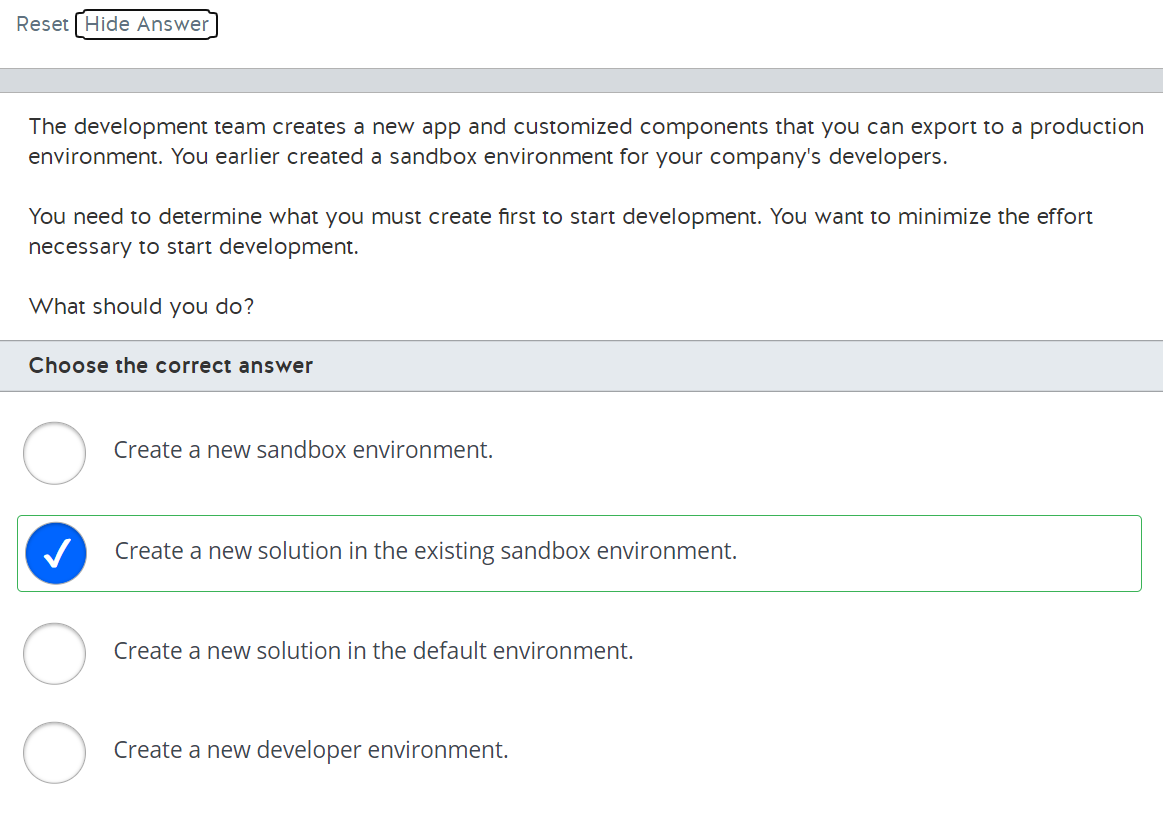 Reset Hide Answer
The development team creates a new app and customized components that you can export to a production
environment. You earlier created a sandbox environment for your company's developers.
You need to determine what you must create first to start development. You want to minimize the effort
necessary to start development.
What should you do?
Choose the correct answer
Create a new sandbox environment.
Create a new solution in the existing sandbox environment.
Create a new solution in the default environment.
Create a new developer environment.